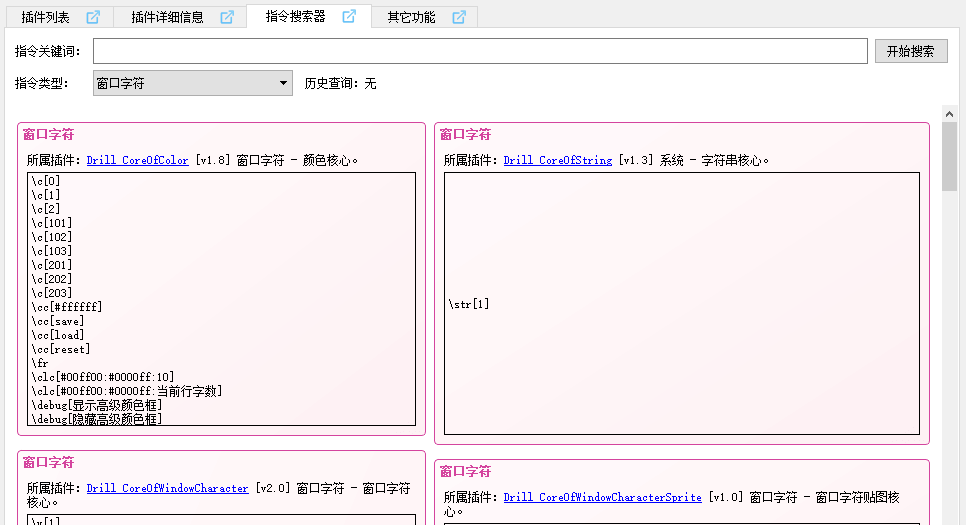 插件列表 插件详细信息 指令搜索器 其它功能
指令关键词： 开始搜索
指令类型： 窗口字符 历史查询：无
窗口字符
所属插件：Drill_CoreOfColor [v1.8] 窗口字符 - 颜色核心。
\c[0]
\c[1]
\c[2]
\c[101]
\c[102]
\c[103]
\c[201]
\c[202]
\c[203]
\cc[#ffffff]
\cc[save]
\cc[load]
\cc[reset]
\fr
\clc[#00ff00:#0000ff:10]
\clc[#00ff00:#0000ff:当前行字数]
\debug[显示高级颜色框]
\debug[隐藏高级颜色框]
窗口字符
所属插件：Drill_CoreOfString [v1.3] 系统 - 字符串核心。
\str[1]
窗口字符
所属插件：Drill_CoreOfWindowCharacter [v2.0] 窗口字符 - 窗口字符
核心。
\v[1]
窗口字符
所属插件：Drill_CoreOfWindowCharacterSprite [v1.0] 窗口字符 - 窗口字符贴图核
心。